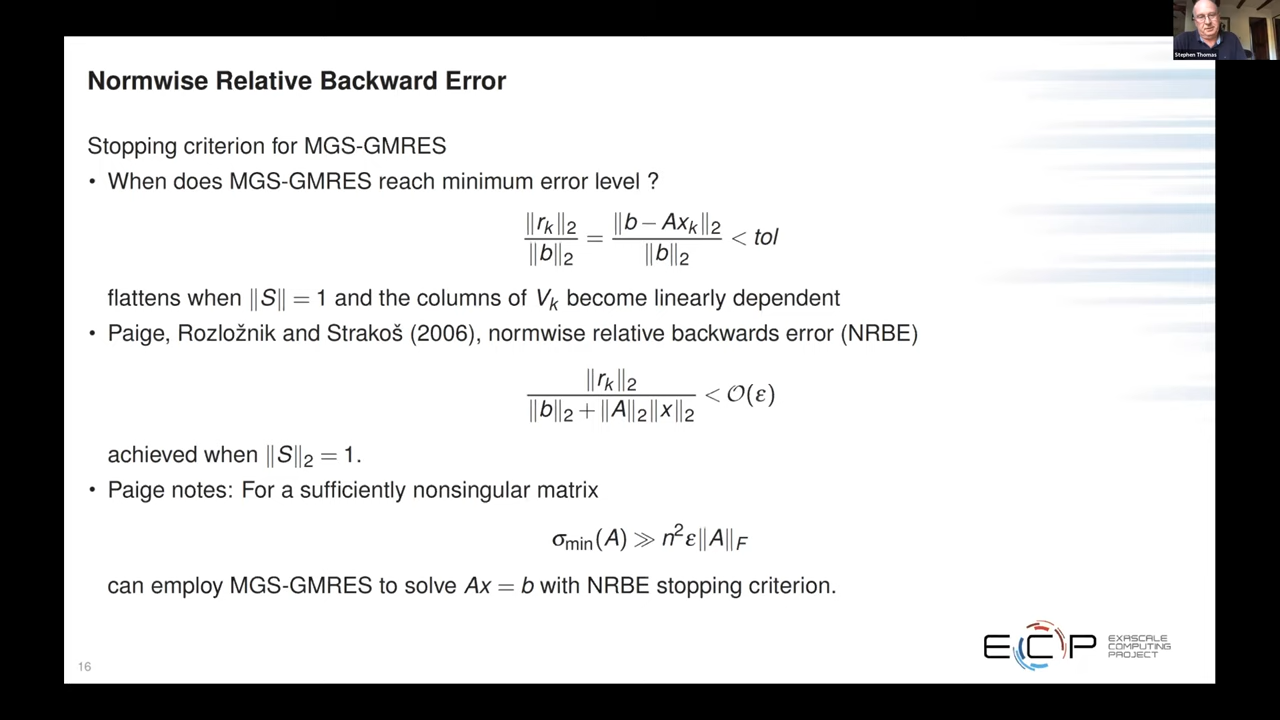 Stephen Thomas
Normwise Relative Backward Error
Stopping criterion for MGS-GMRES
• When does MGS-GMRES reach minimum error level ?
‖r_k‖_2 / ‖b‖_2 = ‖b − Ax_k‖_2 / ‖b‖_2 < tol
flattens when ‖S‖ = 1 and the columns of V_k become linearly dependent
• Paige, Rozložnik and Strakoš (2006), normwise relative backwards error (NRBE)
‖r_k‖_2 / (‖b‖_2 + ‖A‖_2‖x‖_2) < O(ε)
achieved when ‖S‖_2 = 1.
• Paige notes: For a sufficiently nonsingular matrix
σ_min(A) ≫ n²ε‖A‖_F
can employ MGS-GMRES to solve Ax = b with NRBE stopping criterion.
ECP
EXASCALE
COMPUTING
PROJECT
16